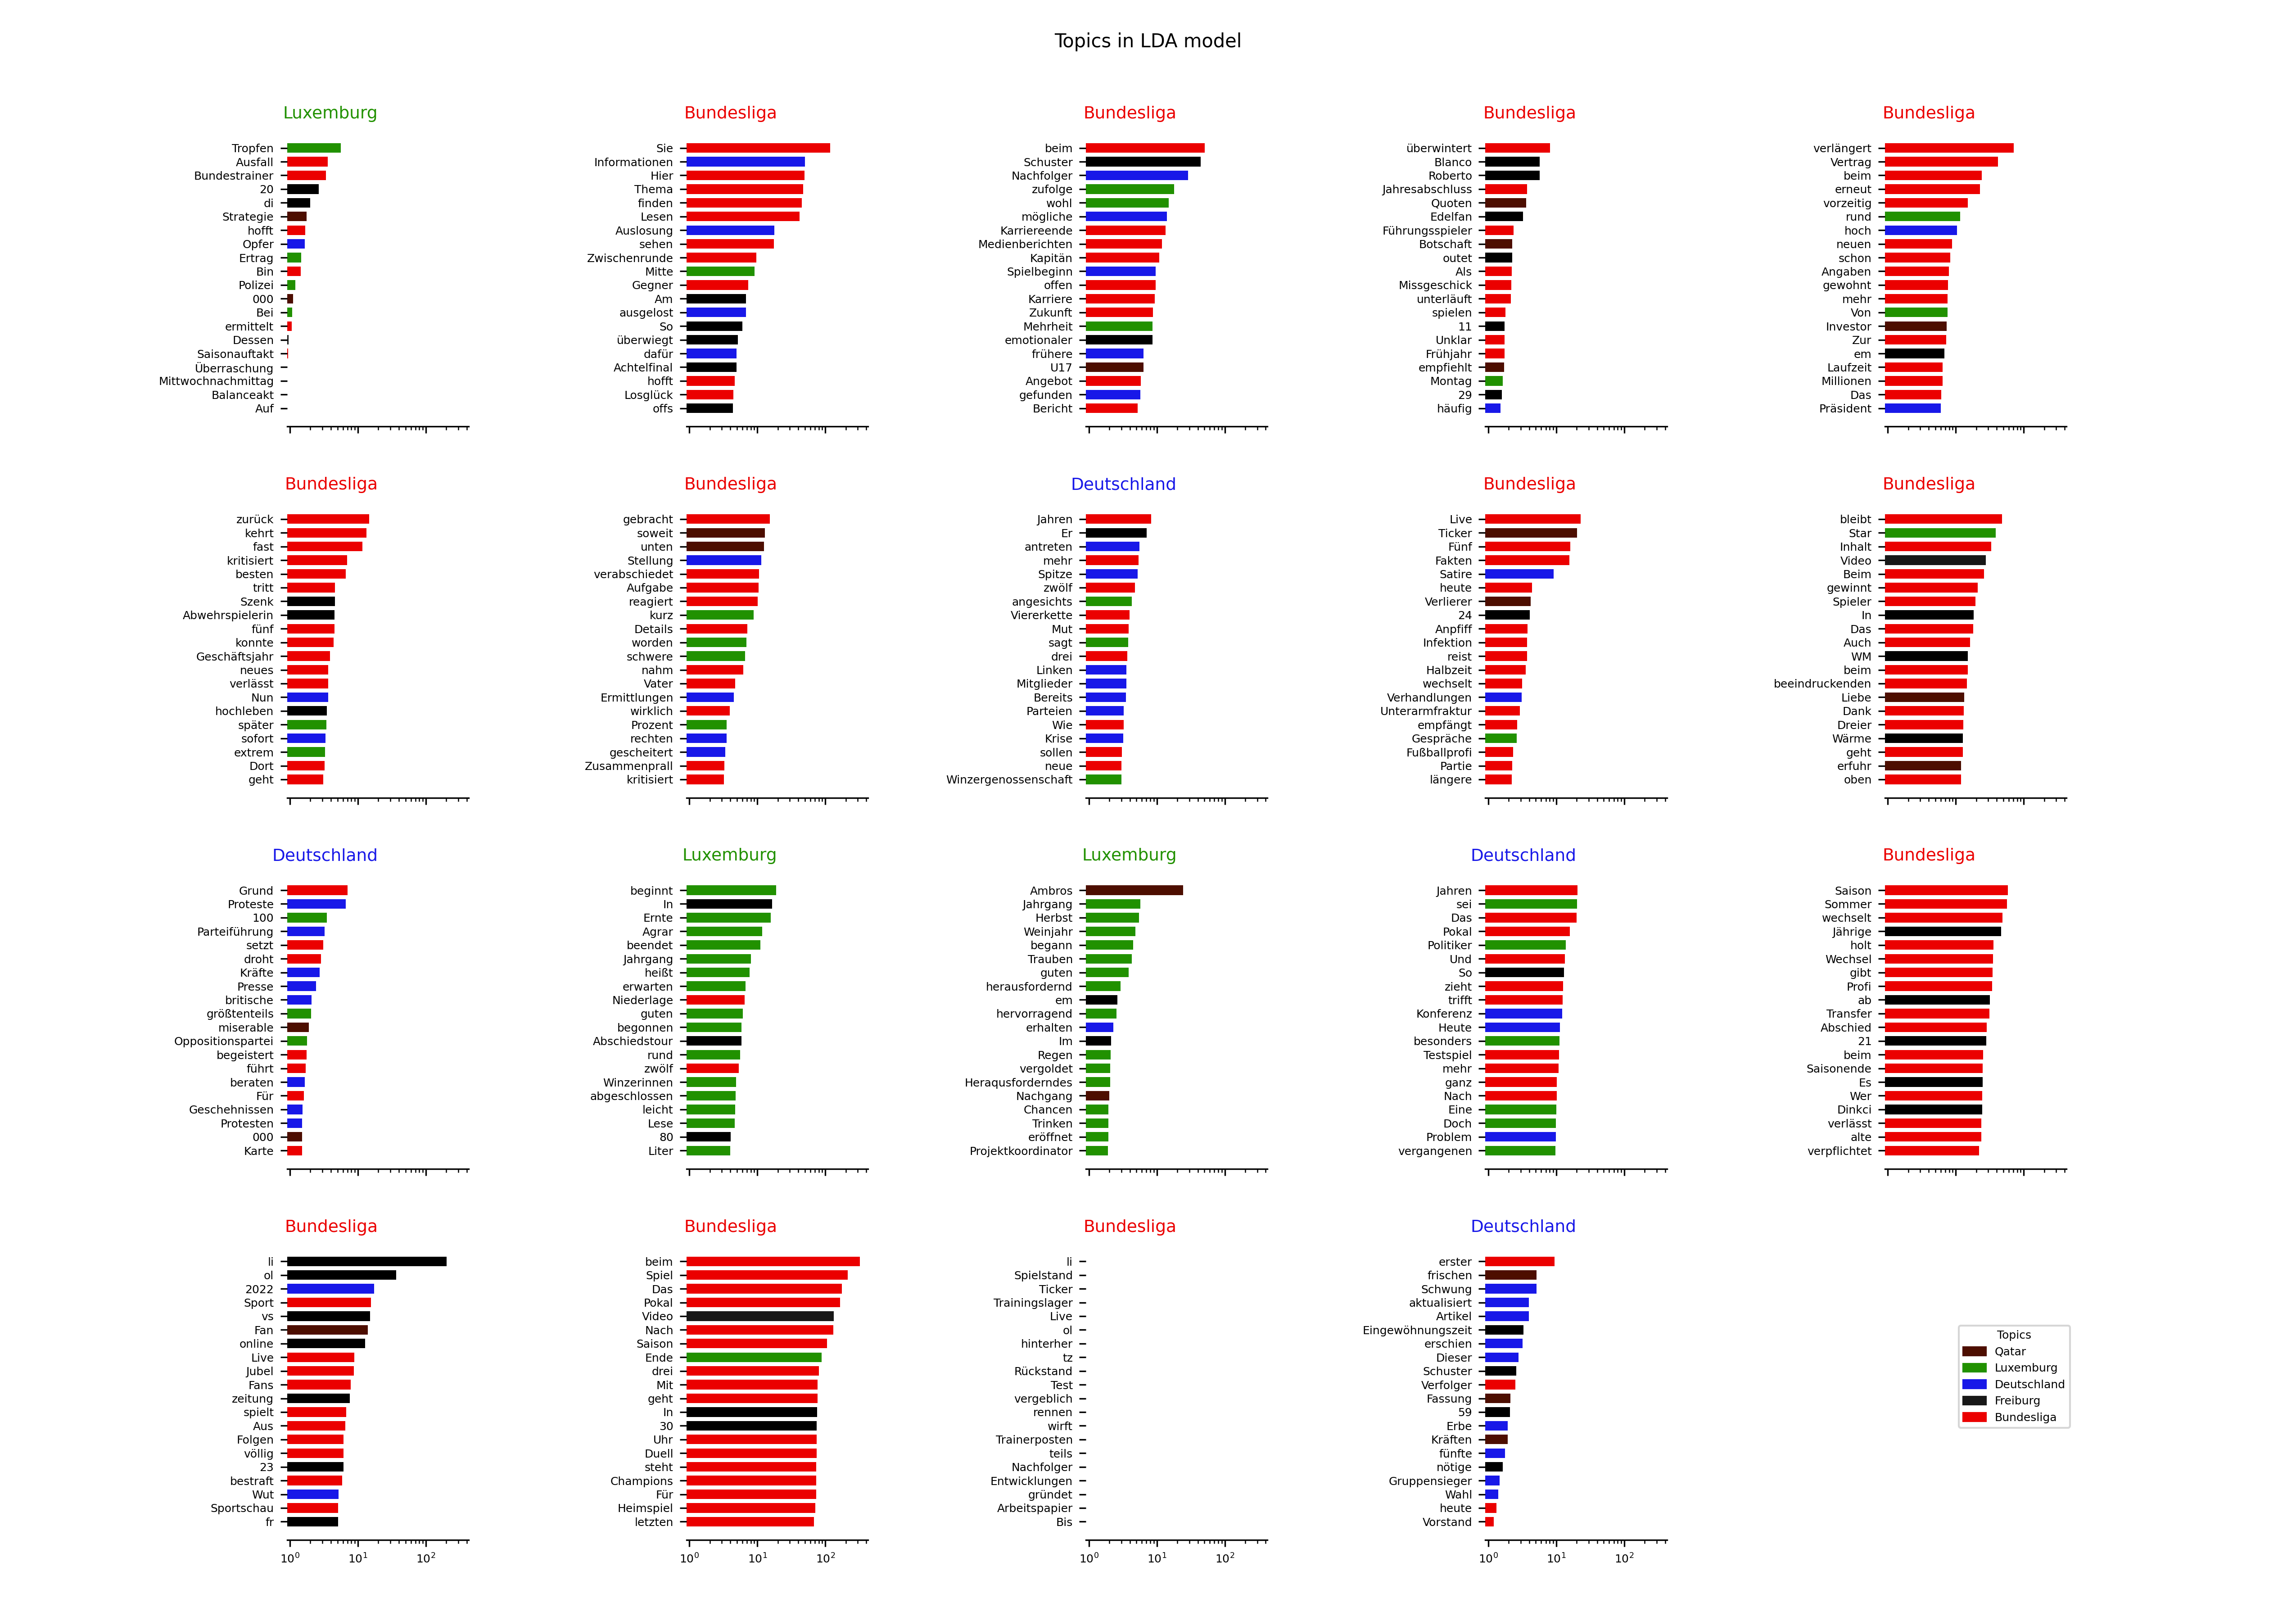 Topics in LDA model
Luxemburg
Tropfen
Ausfall
Bundestrainer
20
di
Strategie
hofft
Opfer
Ertrag
Bin
Polizei
000
Bei
ermittelt
Dessen
Saisonauftakt
Überraschung
Mittwochnachmittag
Balanceakt
Auf
Bundesliga
Sie
Informationen
Hier
Thema
finden
Lesen
Auslosung
sehen
Zwischenrunde
Mitte
Gegner
Am
ausgelost
So
überwiegt
dafür
Achtelfinal
hofft
Losglück
offs
Bundesliga
beim
Schuster
Nachfolger
zufolge
wohl
mögliche
Karriereende
Medienberichten
Kapitän
Spielbeginn
offen
Karriere
Zukunft
Mehrheit
emotionaler
frühere
U17
Angebot
gefunden
Bericht
Bundesliga
überwintert
Blanco
Roberto
Jahresabschluss
Quoten
Edelfan
Führungsspieler
Botschaft
outet
Als
Missgeschick
unterläuft
spielen
11
Unklar
Frühjahr
empfiehlt
Montag
29
häufig
Bundesliga
verlängert
Vertrag
beim
erneut
vorzeitig
rund
hoch
neuen
schon
Angaben
gewohnt
mehr
Von
Investor
Zur
em
Laufzeit
Millionen
Das
Präsident
Bundesliga
zurück
kehrt
fast
kritisiert
besten
tritt
Szenk
Abwehrspielerin
fünf
konnte
Geschäftsjahr
neues
verlässt
Nun
hochleben
später
sofort
extrem
Dort
geht
Bundesliga
gebracht
soweit
unten
Stellung
verabschiedet
Aufgabe
reagiert
kurz
Details
worden
schwere
nahm
Vater
Ermittlungen
wirklich
Prozent
rechten
gescheitert
Zusammenprall
kritisiert
Deutschland
Jahren
Er
antreten
mehr
Spitze
zwölf
angesichts
Viererkette
Mut
sagt
drei
Linken
Mitglieder
Bereits
Parteien
Wie
Krise
sollen
neue
Winzergenossenschaft
Bundesliga
Live
Ticker
Fünf
Fakten
Satire
heute
Verlierer
24
Anpfiff
Infektion
reist
Halbzeit
wechselt
Verhandlungen
Unterarmfraktur
empfängt
Gespräche
Fußballprofi
Partie
längere
Bundesliga
bleibt
Star
Inhalt
Video
Beim
gewinnt
Spieler
In
Das
Auch
WM
beim
beeindruckenden
Liebe
Dank
Dreier
Wärme
geht
erfuhr
oben
Deutschland
Grund
Proteste
100
Parteiführung
setzt
droht
Kräfte
Presse
britische
größtenteils
miserable
Oppositionspartei
begeistert
führt
beraten
Für
Geschehnissen
Protesten
000
Karte
Luxemburg
beginnt
In
Ernte
Agrar
beendet
Jahrgang
heißt
erwarten
Niederlage
guten
begonnen
Abschiedstour
rund
zwölf
Winzerinnen
abgeschlossen
leicht
Lese
80
Liter
Luxemburg
Ambros
Jahrgang
Herbst
Weinjahr
begann
Trauben
guten
herausfordernd
em
hervorragend
erhalten
Im
Regen
vergoldet
Heraqusforderndes
Nachgang
Chancen
Trinken
eröffnet
Projektkoordinator
Deutschland
Jahren
sei
Das
Pokal
Politiker
Und
So
zieht
trifft
Konferenz
Heute
besonders
Testspiel
mehr
ganz
Nach
Eine
Doch
Problem
vergangenen
Bundesliga
Saison
Sommer
wechselt
Jährige
holt
Wechsel
gibt
Profi
ab
Transfer
Abschied
21
beim
Saisonende
Es
Wer
Dinkci
verlässt
alte
verpflichtet
Bundesliga
li
ol
2022
Sport
vs
Fan
online
Live
Jubel
Fans
zeitung
spielt
Aus
Folgen
völlig
23
bestraft
Wut
Sportschau
fr
10⁰ 10¹ 10²
Bundesliga
beim
Spiel
Das
Pokal
Video
Nach
Saison
Ende
drei
Mit
geht
In
30
Uhr
Duell
steht
Champions
Für
Heimspiel
letzten
10⁰ 10¹ 10²
Bundesliga
li
Spielstand
Ticker
Trainingslager
Live
ol
hinterher
tz
Rückstand
Test
vergeblich
rennen
wirft
Trainerposten
teils
Nachfolger
Entwicklungen
gründet
Arbeitspapier
Bis
10⁰ 10¹ 10²
Deutschland
erster
frischen
Schwung
aktualisiert
Artikel
Eingewöhnungszeit
erschien
Dieser
Schuster
Verfolger
Fassung
59
Erbe
Kräften
fünfte
nötige
Gruppensieger
Wahl
heute
Vorstand
10⁰ 10¹ 10²
Topics
Qatar
Luxemburg
Deutschland
Freiburg
Bundesliga